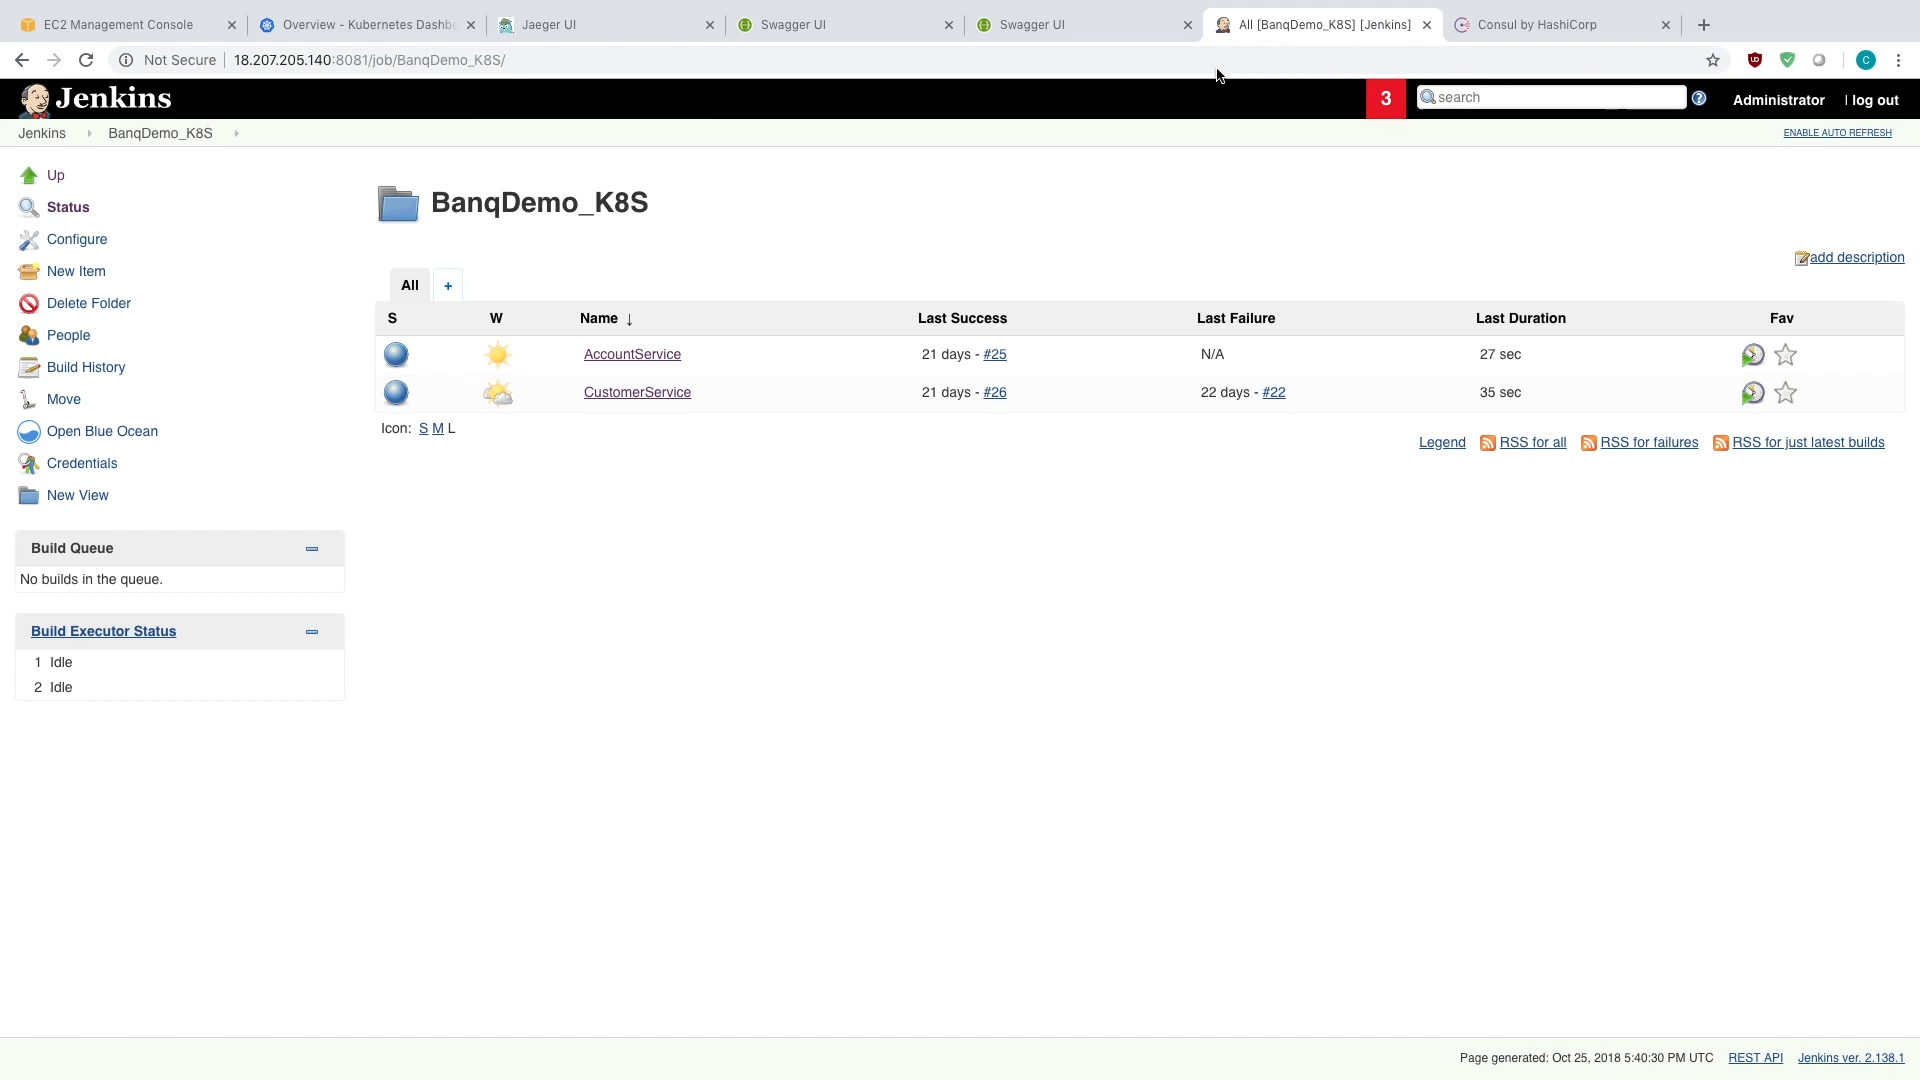 EC2 Management Console
Overview - Kubernetes Dashbo
Jaeger UI
Swagger UI
Swagger UI
All [BanqDemo_K8S] [Jenkins]
Consul by HashiCorp
Not Secure
18.207.205.140:8081/job/BanqDemo_K8S/
C
Jenkins
3
search
Administrator
| log out
Jenkins
BanqDemo_K8S
ENABLE AUTO REFRESH
Up
Status
Configure
New Item
Delete Folder
People
Build History
Move
Open Blue Ocean
Credentials
New View
Build Queue
No builds in the queue.
Build Executor Status
1 Idle
2 Idle
BanqDemo_K8S
add description
All +
S W Name ↓ Last Success Last Failure Last Duration Fav
AccountService 21 days - #25 N/A 27 sec
CustomerService 21 days - #26 22 days - #22 35 sec
Icon: S M L
Legend RSS for all RSS for failures RSS for just latest builds
Page generated: Oct 25, 2018 5:40:30 PM UTC REST API Jenkins ver. 2.138.1